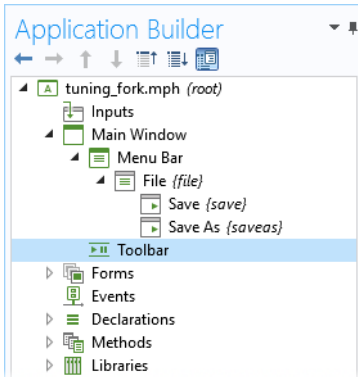 Application Builder
tuning_fork.mph (root)
Inputs
Main Window
Menu Bar
File {file}
Save {save}
Save As {saveas}
Toolbar
Forms
Events
Declarations
Methods
Libraries